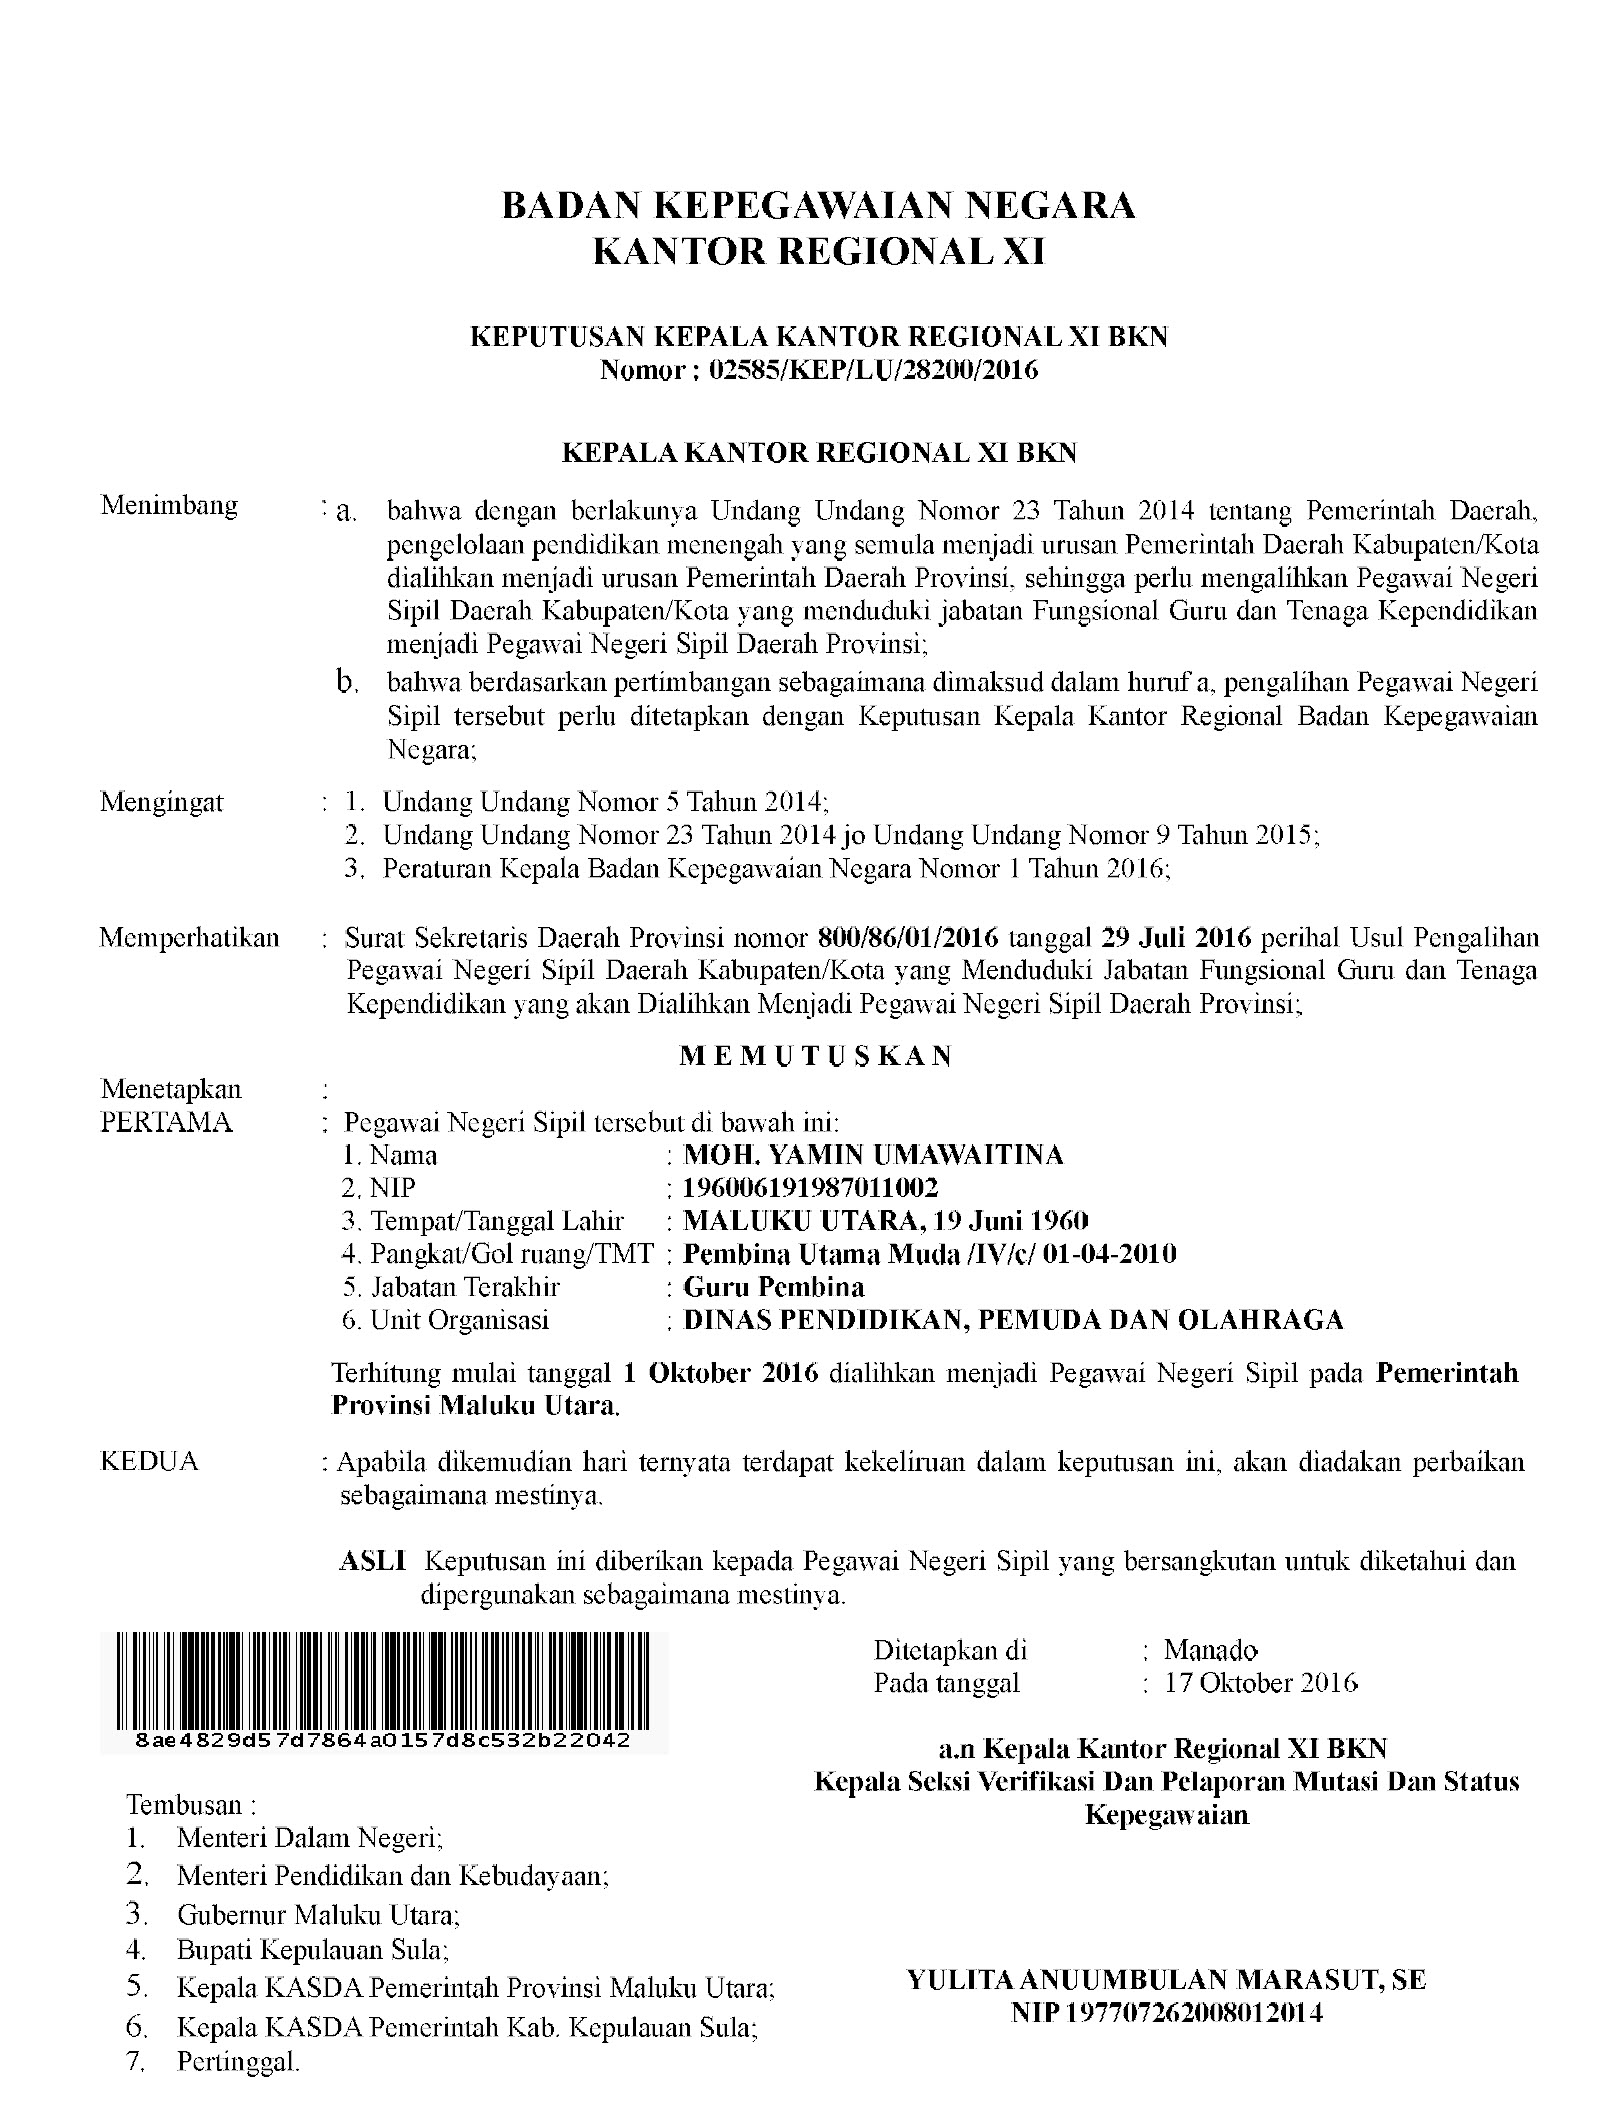 BADAN KEPEGAWAIAN NEGARA
KANTOR REGIONAL XI
KEPUTUSAN KEPALA KANTOR REGIONAL XI BKN
Nomor : 02585/KEP/LU/28200/2016
KEPALA KANTOR REGIONAL XI BKN
Menimbang : a. bahwa dengan berlakunya Undang Undang Nomor 23 Tahun 2014 tentang Pemerintah Daerah,
pengelolaan pendidikan menengah yang semula menjadi urusan Pemerintah Daerah Kabupaten/Kota
dialihkan menjadi urusan Pemerintah Daerah Provinsi, sehingga perlu mengalihkan Pegawai Negeri
Sipil Daerah Kabupaten/Kota yang menduduki jabatan Fungsional Guru dan Tenaga Kependidikan
menjadi Pegawai Negeri Sipil Daerah Provinsi;
b. bahwa berdasarkan pertimbangan sebagaimana dimaksud dalam huruf a, pengalihan Pegawai Negeri
Sipil tersebut perlu ditetapkan dengan Keputusan Kepala Kantor Regional Badan Kepegawaian
Negara;
Mengingat : 1. Undang Undang Nomor 5 Tahun 2014;
2. Undang Undang Nomor 23 Tahun 2014 jo Undang Undang Nomor 9 Tahun 2015;
3. Peraturan Kepala Badan Kepegawaian Negara Nomor 1 Tahun 2016;
Memperhatikan : Surat Sekretaris Daerah Provinsi nomor 800/86/01/2016 tanggal 29 Juli 2016 perihal Usul Pengalihan
Pegawai Negeri Sipil Daerah Kabupaten/Kota yang Menduduki Jabatan Fungsional Guru dan Tenaga
Kependidikan yang akan Dialihkan Menjadi Pegawai Negeri Sipil Daerah Provinsi;
M E M U T U S K A N
Menetapkan :
PERTAMA : Pegawai Negeri Sipil tersebut di bawah ini:
1. Nama : MOH. YAMIN UMAWAITINA
2. NIP : 196006191987011002
3. Tempat/Tanggal Lahir : MALUKU UTARA, 19 Juni 1960
4. Pangkat/Gol ruang/TMT : Pembina Utama Muda /IV/c/ 01-04-2010
5. Jabatan Terakhir : Guru Pembina
6. Unit Organisasi : DINAS PENDIDIKAN, PEMUDA DAN OLAHRAGA
Terhitung mulai tanggal 1 Oktober 2016 dialihkan menjadi Pegawai Negeri Sipil pada Pemerintah
Provinsi Maluku Utara.
KEDUA : Apabila dikemudian hari ternyata terdapat kekeliruan dalam keputusan ini, akan diadakan perbaikan
sebagaimana mestinya.
ASLI Keputusan ini diberikan kepada Pegawai Negeri Sipil yang bersangkutan untuk diketahui dan
dipergunakan sebagaimana mestinya.
Ditetapkan di : Manado
Pada tanggal : 17 Oktober 2016
8ae4829d57d7864a0157d8c532b22042
a.n Kepala Kantor Regional XI BKN
Kepala Seksi Verifikasi Dan Pelaporan Mutasi Dan Status
Kepegawaian
Tembusan :
1. Menteri Dalam Negeri;
2. Menteri Pendidikan dan Kebudayaan;
3. Gubernur Maluku Utara;
4. Bupati Kepulauan Sula;
5. Kepala KASDA Pemerintah Provinsi Maluku Utara;
6. Kepala KASDA Pemerintah Kab. Kepulauan Sula;
7. Pertinggal.
YULITA ANUUMBULAN MARASUT, SE
NIP 197707262008012014